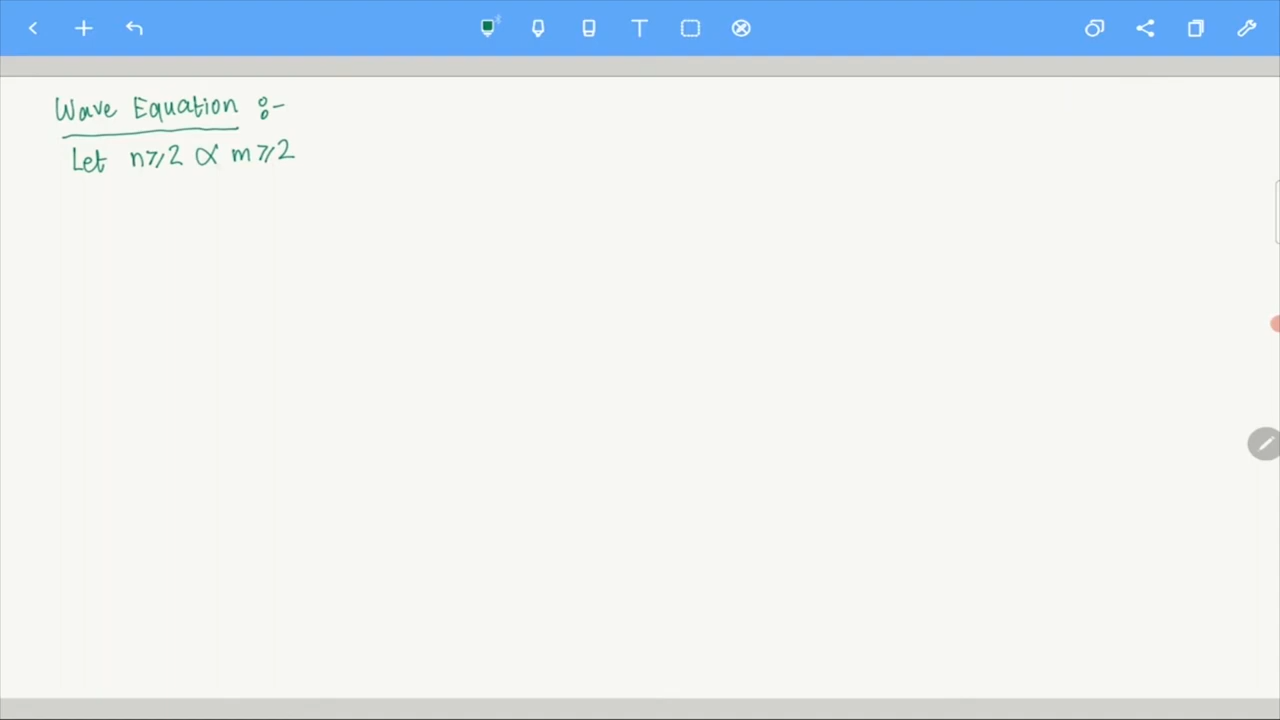 Wave Equation :-
Let n⩾2 & m⩾2